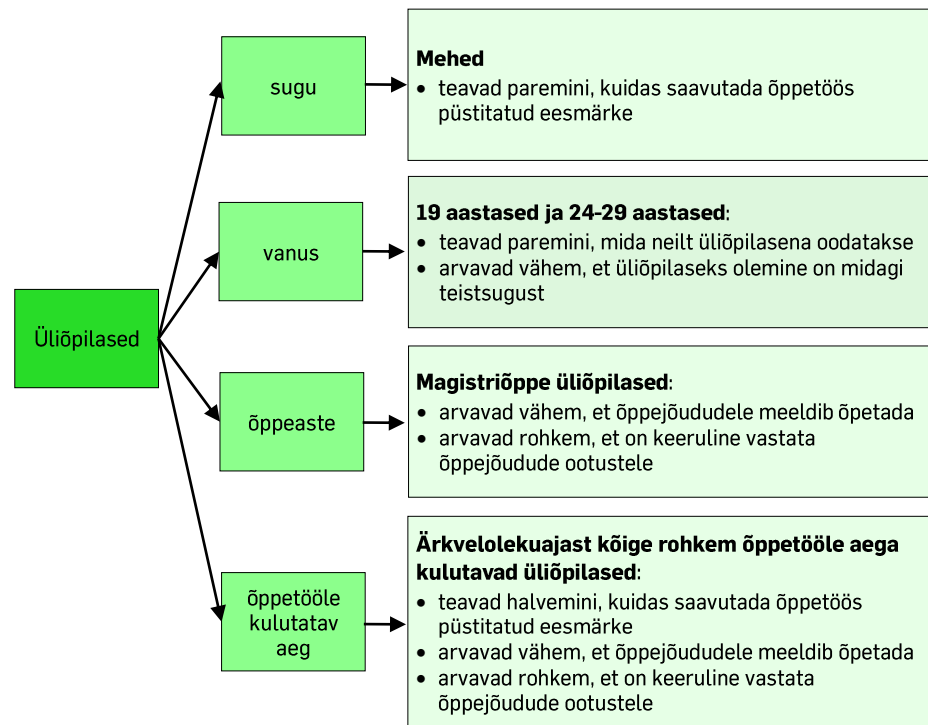 Üliõpilased
sugu
Mehed
• teavad paremini, kuidas saavutada õppetöös
püstitatud eesmärke
vanus
19 aastased ja 24-29 aastased:
• teavad paremini, mida neilt üliõpilasena oodatakse
• arvavad vähem, et üliõpilaseks olemine on midagi
teistsugust
õppeaste
Magistriõppe üliõpilased:
• arvavad vähem, et õppejõududele meeldib õpetada
• arvavad rohkem, et on keeruline vastata
õppejõudude ootustele
õppetööle
kulutatav
aeg
Ärkvelolekuajast kõige rohkem õppetööle aega
kulutavad üliõpilased:
• teavad halvemini, kuidas saavutada õppetöös
püstitatud eesmärke
• arvavad vähem, et õppejõududele meeldib õpetada
• arvavad rohkem, et on keeruline vastata
õppejõudude ootustele